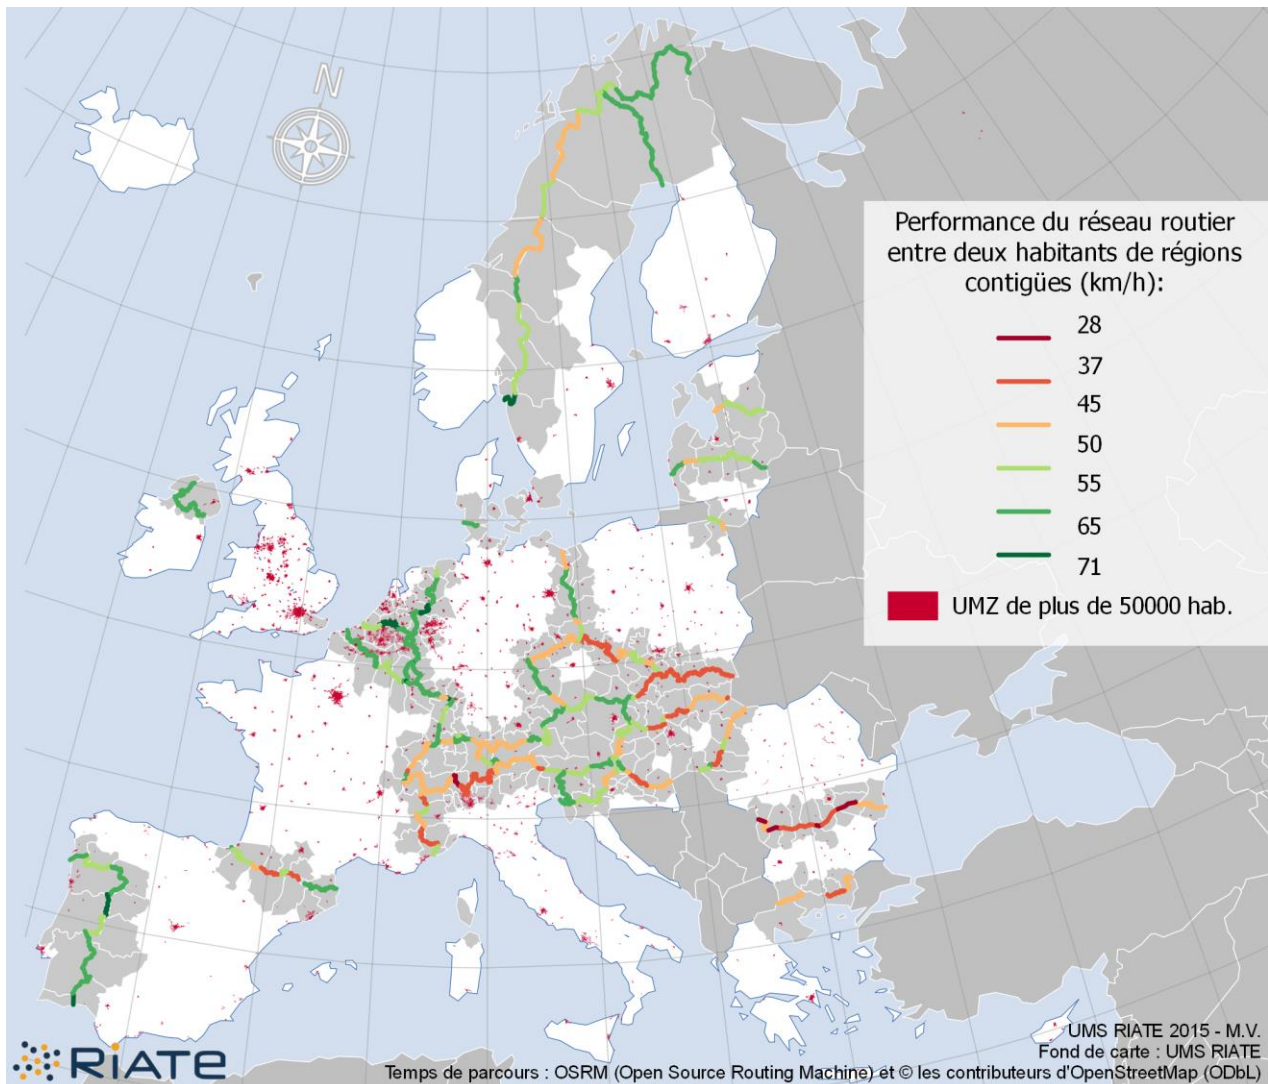 N
Performance du réseau routier
entre deux habitants de régions
contigües (km/h):
28
37
45
50
55
65
71
UMZ de plus de 50000 hab.
RIATE
UMS RIATE 2015 - M.V.
Fond de carte : UMS RIATE
Temps de parcours : OSRM (Open Source Routing Machine) ét © les contributeurs d'OpenStreetMap (ODbL)